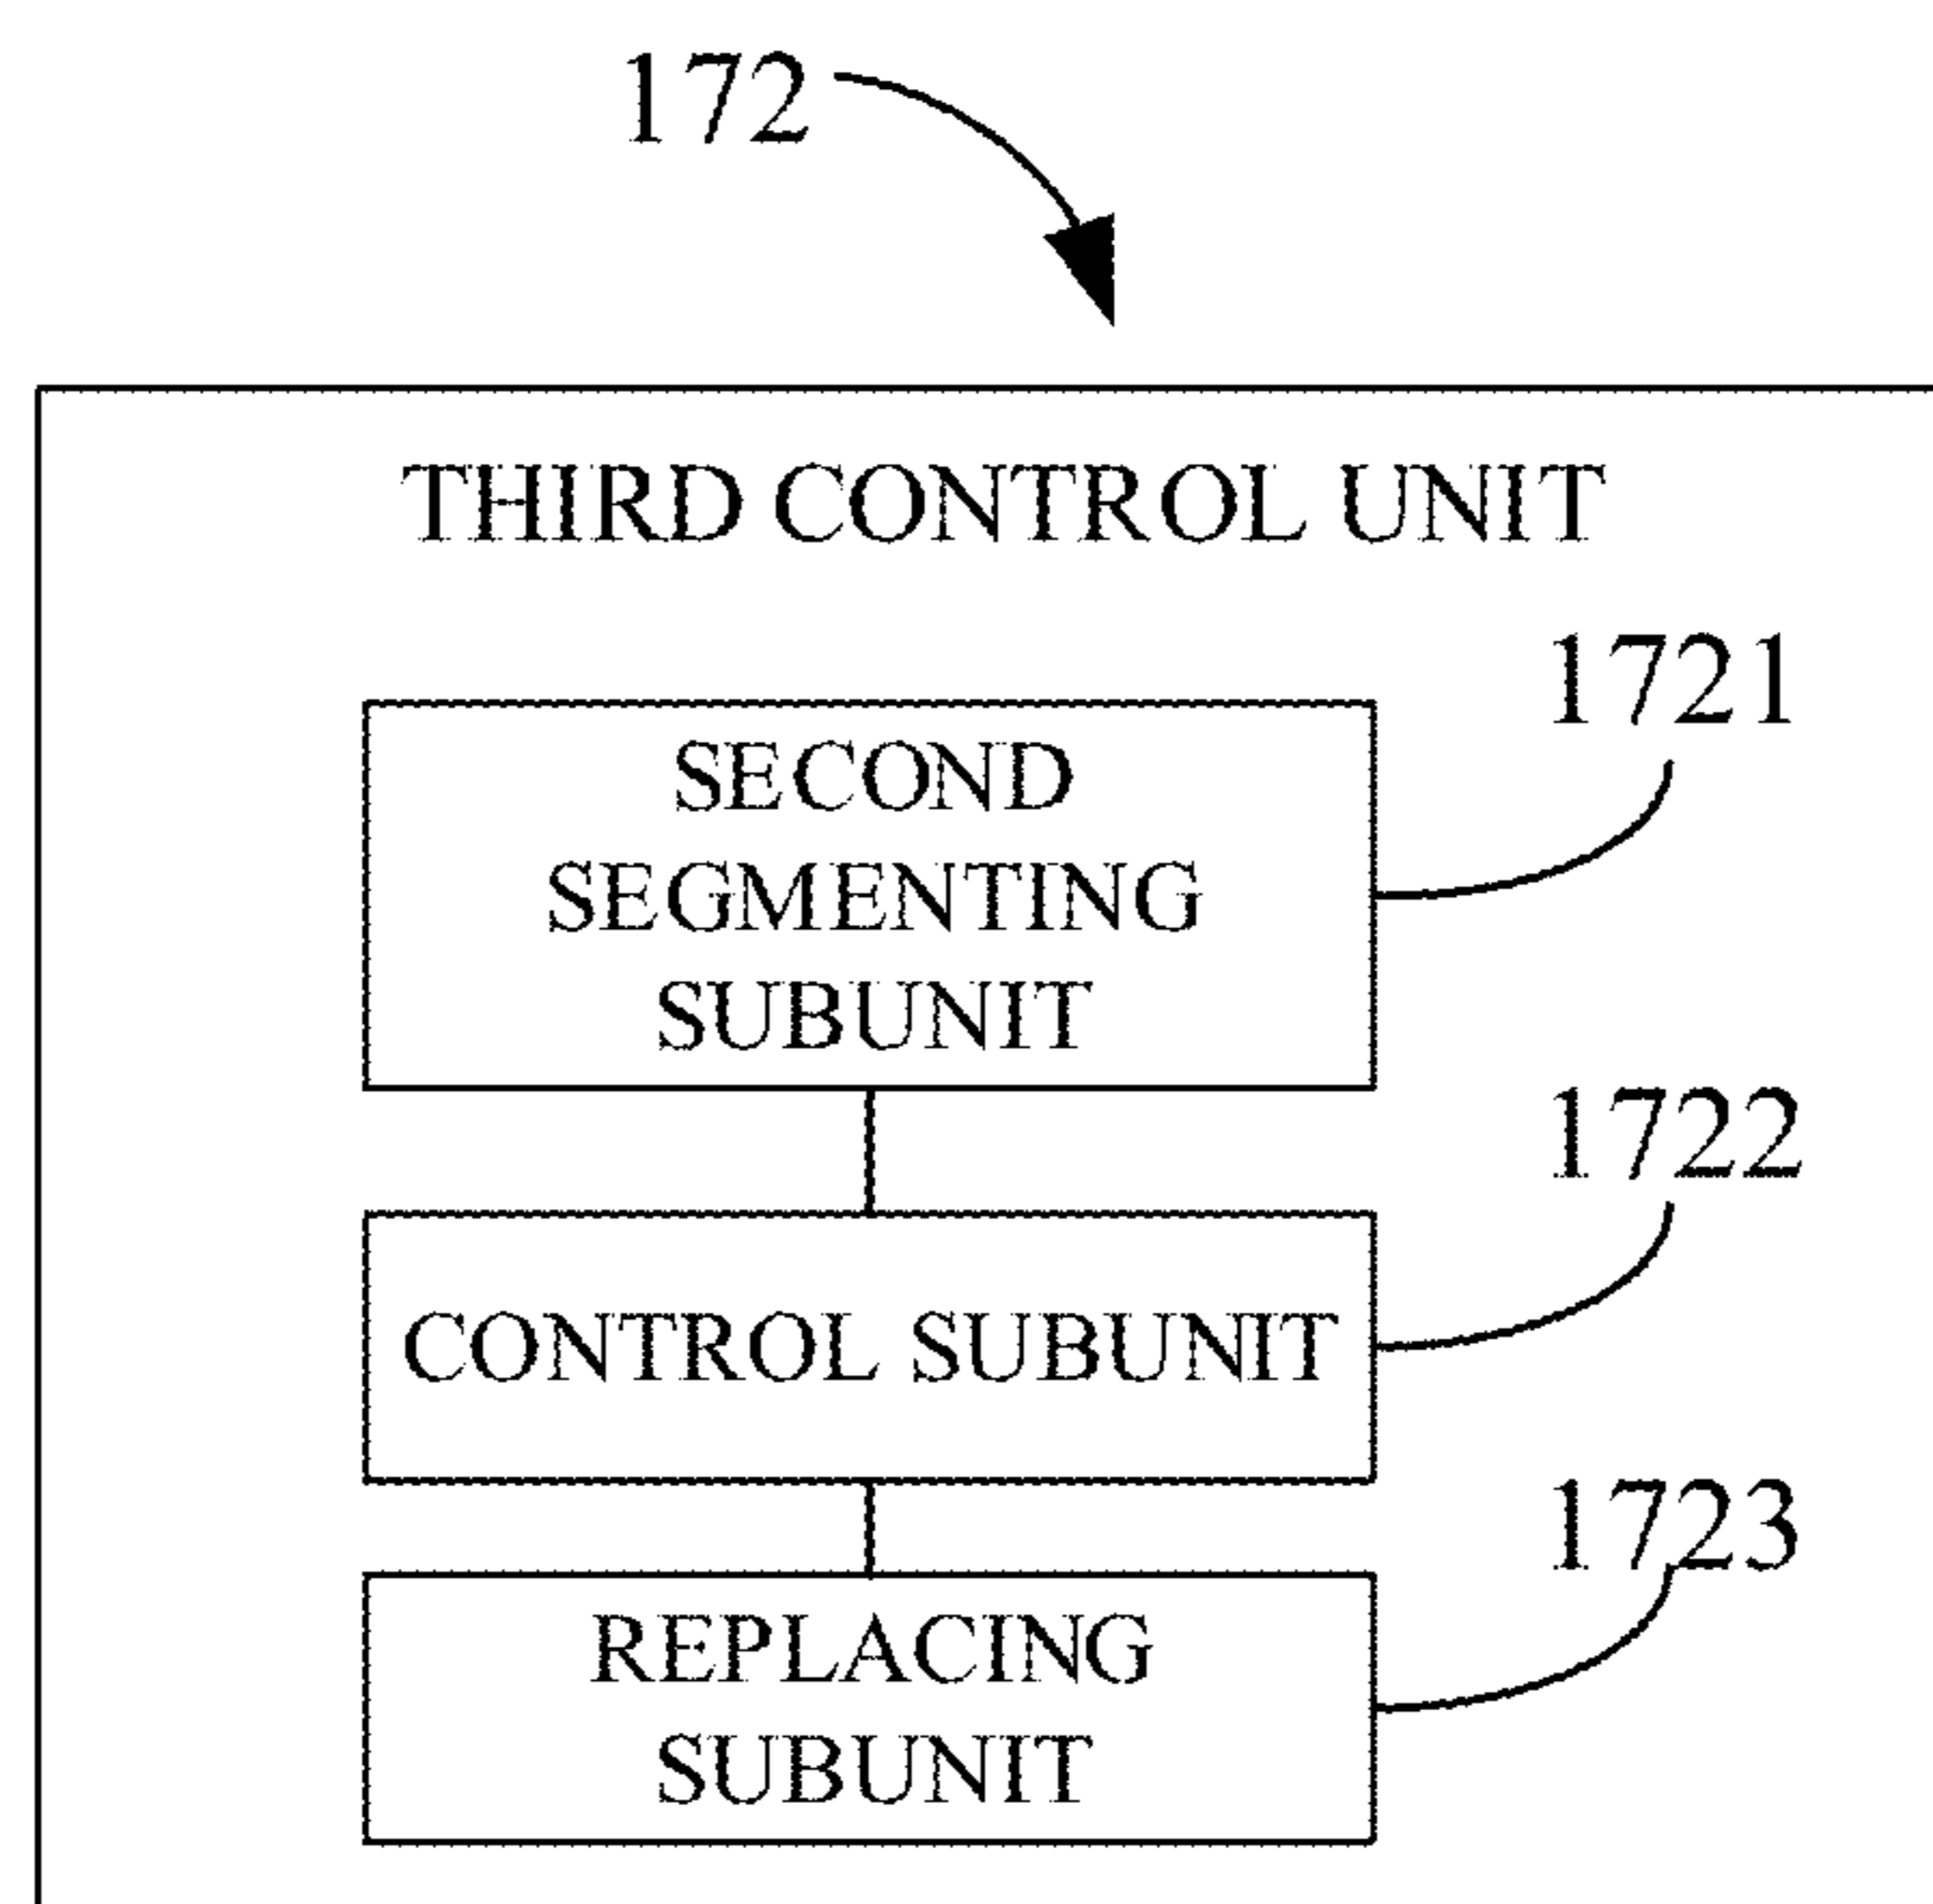 172
THIRD CONTROL UNIT
1721
SECOND
SEGMENTING
SUBUNIT
1722
CONTROL SUBUNIT
1723
REPLACING
SUBUNIT